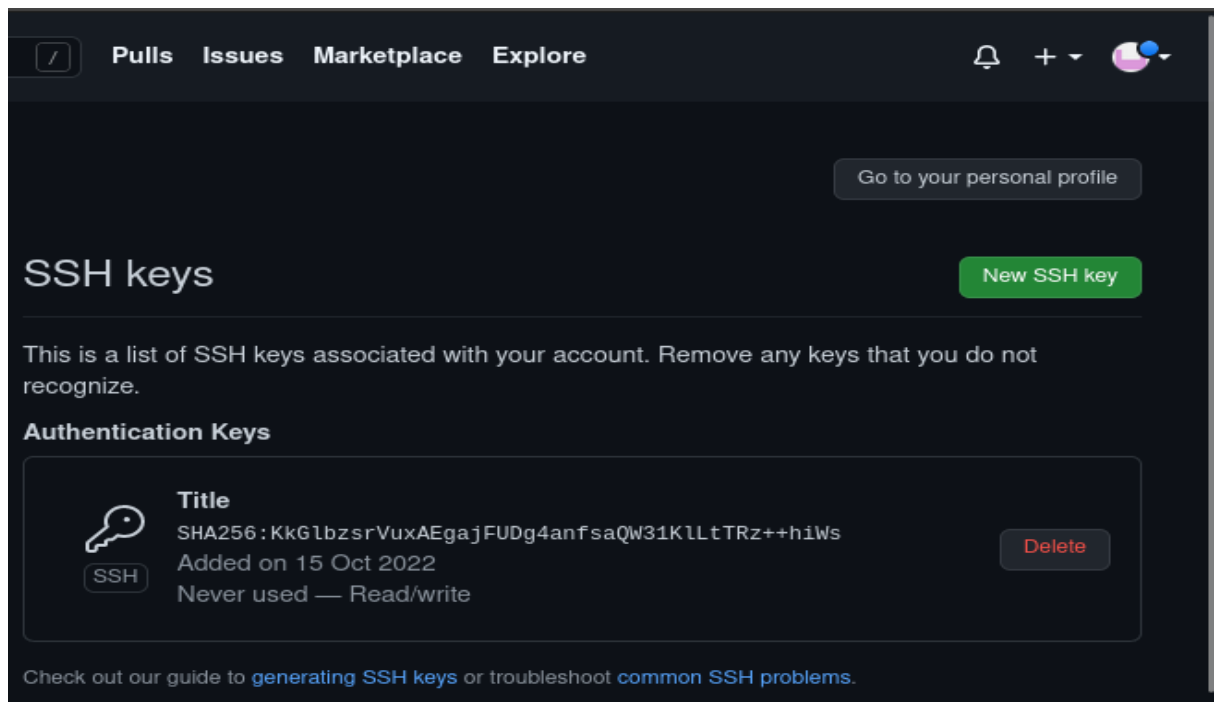 / Pulls Issues Marketplace Explore
Go to your personal profile
SSH keys
New SSH key
This is a list of SSH keys associated with your account. Remove any keys that you do not
recognize.
Authentication Keys
Title
SHA256:KkGlbzsrVuxAEgajFUDg4anfsaQW31KlLtTRz++hiWs
Added on 15 Oct 2022
Never used — Read/write
SSH
Delete
Check out our guide to generating SSH keys or troubleshoot common SSH problems.